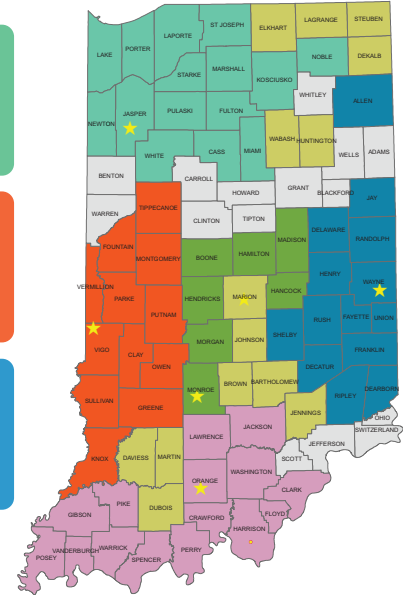 STEUBEN
LAGRANGE
ELKHART
ST JOSEPH
LAPORTE
PORTER
LAKE
NOBLE
DEKALB
MARSHALL
STARKE
KOSCIUSKO
WHITLEY
ALLEN
NEWTON
JASPER
PULASKI
FULTON
WABASH
HUNTINGTON
WELLS
ADAMS
WHITE
CASS
MIAMI
BENTON
CARROLL
HOWARD
GRANT
BLACKFORD
JAY
WARREN
TIPPECANOE
CLINTON
TIPTON
DELAWARE
RANDOLPH
FOUNTAIN
MONTGOMERY
BOONE
HAMILTON
MADISON
HENRY
WAYNE
VERMILLION
PARKE
PUTNAM
HENDRICKS
MARION
HANCOCK
RUSH
FAYETTE
UNION
VIGO
CLAY
OWEN
MORGAN
JOHNSON
SHELBY
FRANKLIN
DECATUR
SULLIVAN
GREENE
MONROE
BROWN
BARTHOLOMEW
RIPLEY
DEARBORN
JENNINGS
OHIO
SWITZERLAND
LAWRENCE
JACKSON
JEFFERSON
SCOTT
KNOX
DAVIESS
MARTIN
ORANGE
WASHINGTON
CLARK
GIBSON
PIKE
DUBOIS
CRAWFORD
FLOYD
HARRISON
POSEY
VANDERBURGH
WARRICK
SPENCER
PERRY